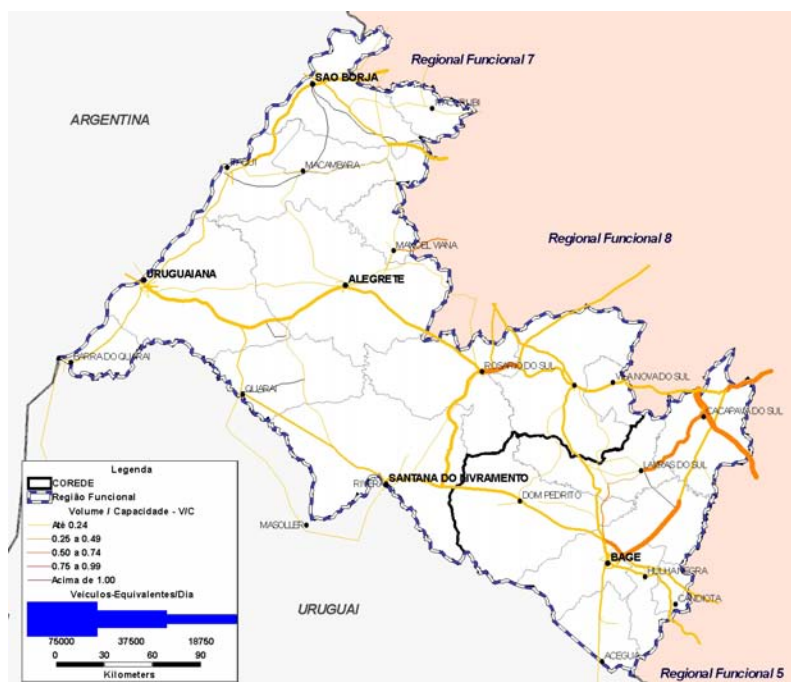 Regional Funcional 7
SAO BORJA
ARGENTINA
MACAMBARA
Regional Funcional 8
MANOEL VIANA
URUGUAIANA
ALEGRETE
BARRA DO QUARAI
ROSARIO DO SUL
VILA NOVA DO SUL
QUARAI
CACAPAVA DO SUL
LAVRAS DO SUL
SANTANA DO LIVRAMENTO
RIVERA
DOM PEDRITO
MASOLLER
BAGE
HULHA NEGRA
CANDIOTA
URUGUAI
ACEGUA
Regional Funcional 5
Legenda
COREDE
Região Funcional
Volume / Capacidade - V/C
Até 0.24
0.25 a 0.49
0.50 a 0.74
0.75 a 0.99
Acima de 1.00
Veículos-Equivalentes/Dia
75000 37500 18750
0 30 60 90
Kilometers